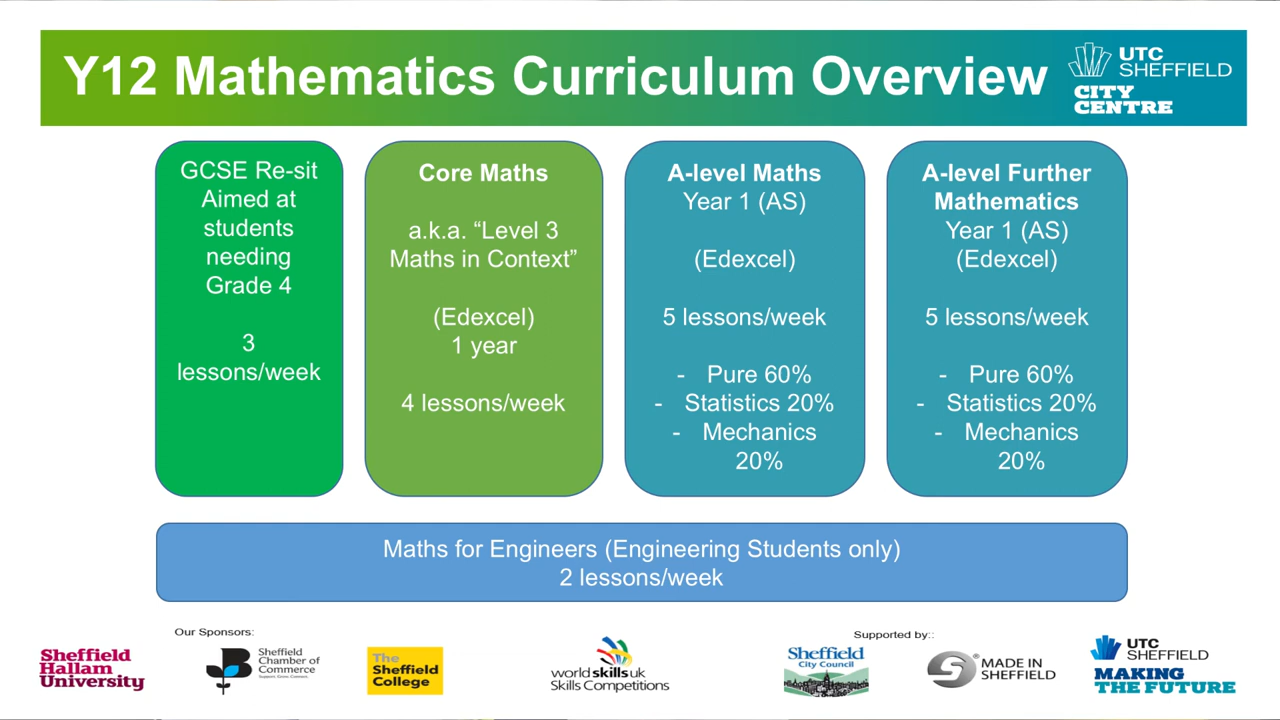 Y12 Mathematics Curriculum Overview
UTC
SHEFFIELD
CITY
CENTRE
GCSE Re-sit
Aimed at
students
needing
Grade 4
3
lessons/week
Core Maths
a.k.a. “Level 3
Maths in Context”
(Edexcel)
1 year
4 lessons/week
A-level Maths
Year 1 (AS)
(Edexcel)
5 lessons/week
- Pure 60%
- Statistics 20%
- Mechanics
20%
A-level Further
Mathematics
Year 1 (AS)
(Edexcel)
5 lessons/week
- Pure 60%
- Statistics 20%
- Mechanics
20%
Maths for Engineers (Engineering Students only)
2 lessons/week
Our Sponsors:
Supported by::
Sheffield
Hallam
University
Sheffield
Chamber of
Commerce
Support. Grow. Connect.
The
Sheffield
College
worldskillsuk
Skills Competitions
Sheffield
City Council
S®
MADE IN
SHEFFIELD
UTC
SHEFFIELD
MAKING
THE FUTURE